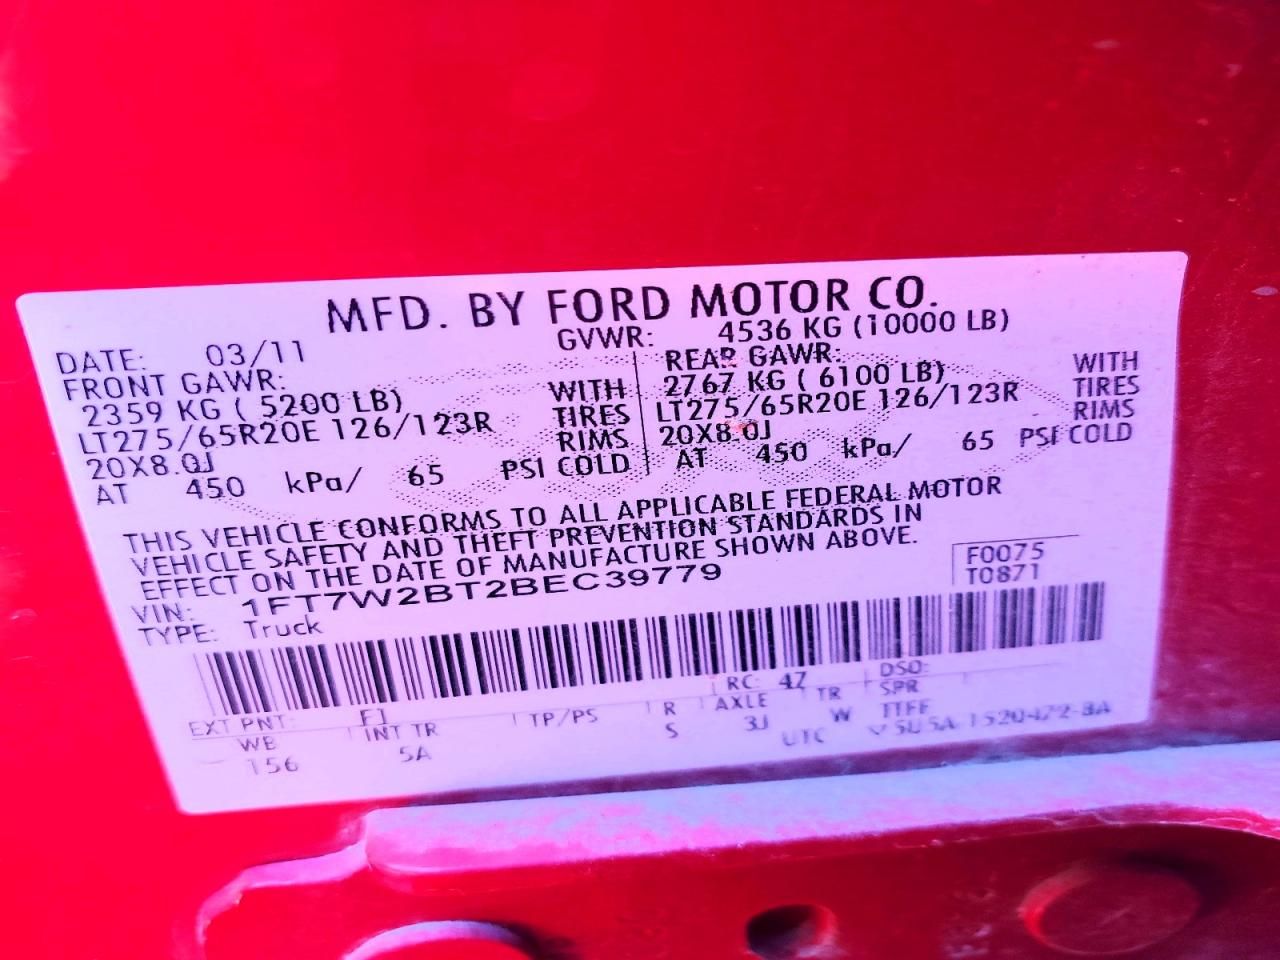 MFD. BY FORD MOTOR CO.
DATE: 03/11 GVWR: 4536 KG (10000 LB)
FRONT GAWR: REAR GAWR:
2359 KG ( 5200 LB) WITH 2767 KG ( 6100 LB) WITH
LT275/65R20E 126/123R TIRES LT275/65R20E 126/123R TIRES
20X8.0J RIMS 20X8.0J RIMS
AT 450 kPa/ 65 PSI COLD AT 450 kPa/ 65 PSI COLD
THIS VEHICLE CONFORMS TO ALL APPLICABLE FEDERAL MOTOR
VEHICLE SAFETY AND THEFT PREVENTION STANDARDS IN
EFFECT ON THE DATE OF MANUFACTURE SHOWN ABOVE.
VIN: 1FT7W2BT2BEC39779 F0075
TYPE: Truck T0871
EXT PNT: F1 RC: 47 DSO:
WB INT TR TP/PS R AXLE TR SPR
156 5A S 3J W
UTC